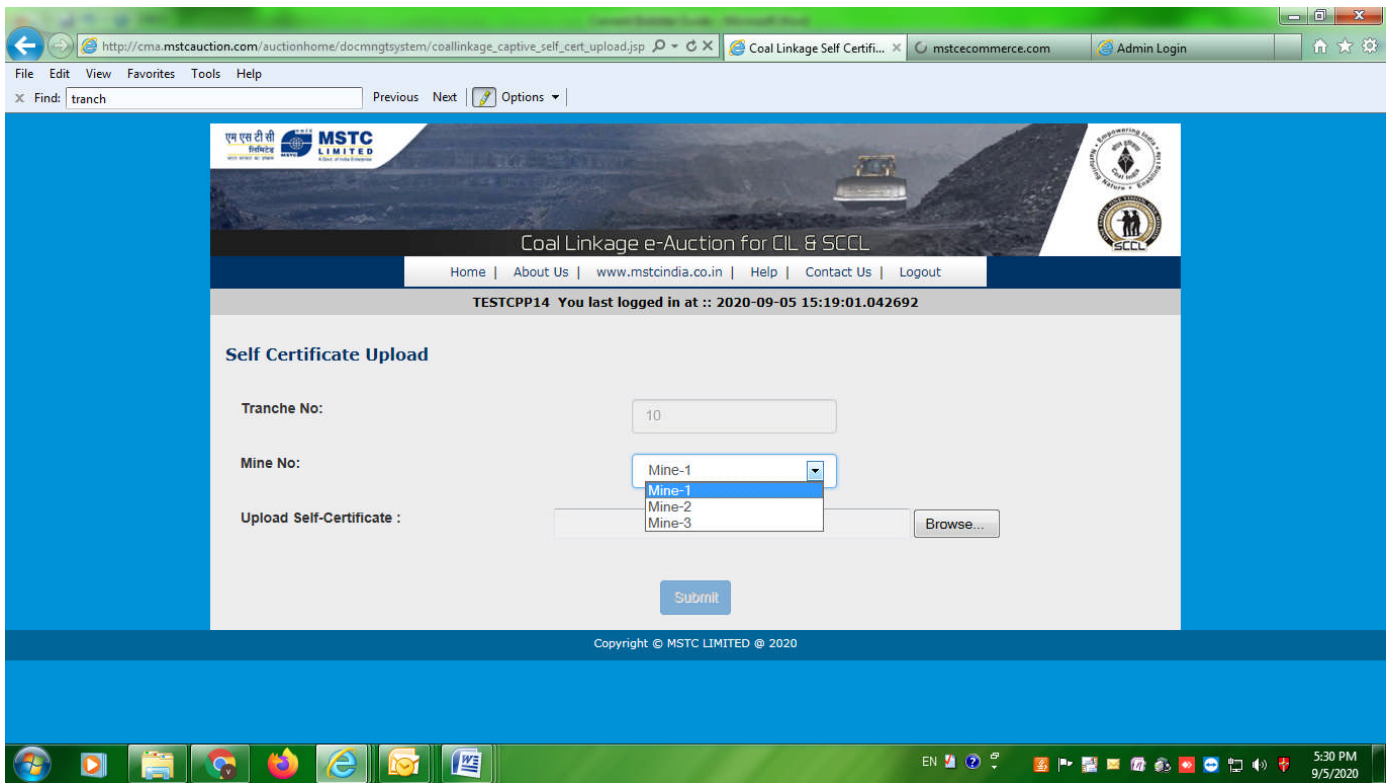 http://cma.mstcauction.com/auctionhome/docmngtsystem/coallinkage_captive_self_cert_upload.jsp
Coal Linkage Self Certifi...
mstcecommerce.com
Admin Login
File Edit View Favorites Tools Help
x Find: tranch Previous Next Options
एम एस टी सी
लिमिटेड
MSTC
LIMITED
Coal India
SCCL
Coal Linkage e-Auction for CIL & SCCL
Home | About Us | www.mstcindia.co.in | Help | Contact Us | Logout
TESTCPP14 You last logged in at :: 2020-09-05 15:19:01.042692
Self Certificate Upload
Tranche No: 10
Mine No: Mine-1
Mine-1
Mine-2
Mine-3
Upload Self-Certificate : Browse...
Submit
Copyright © MSTC LIMITED @ 2020
EN
5:30 PM
9/5/2020